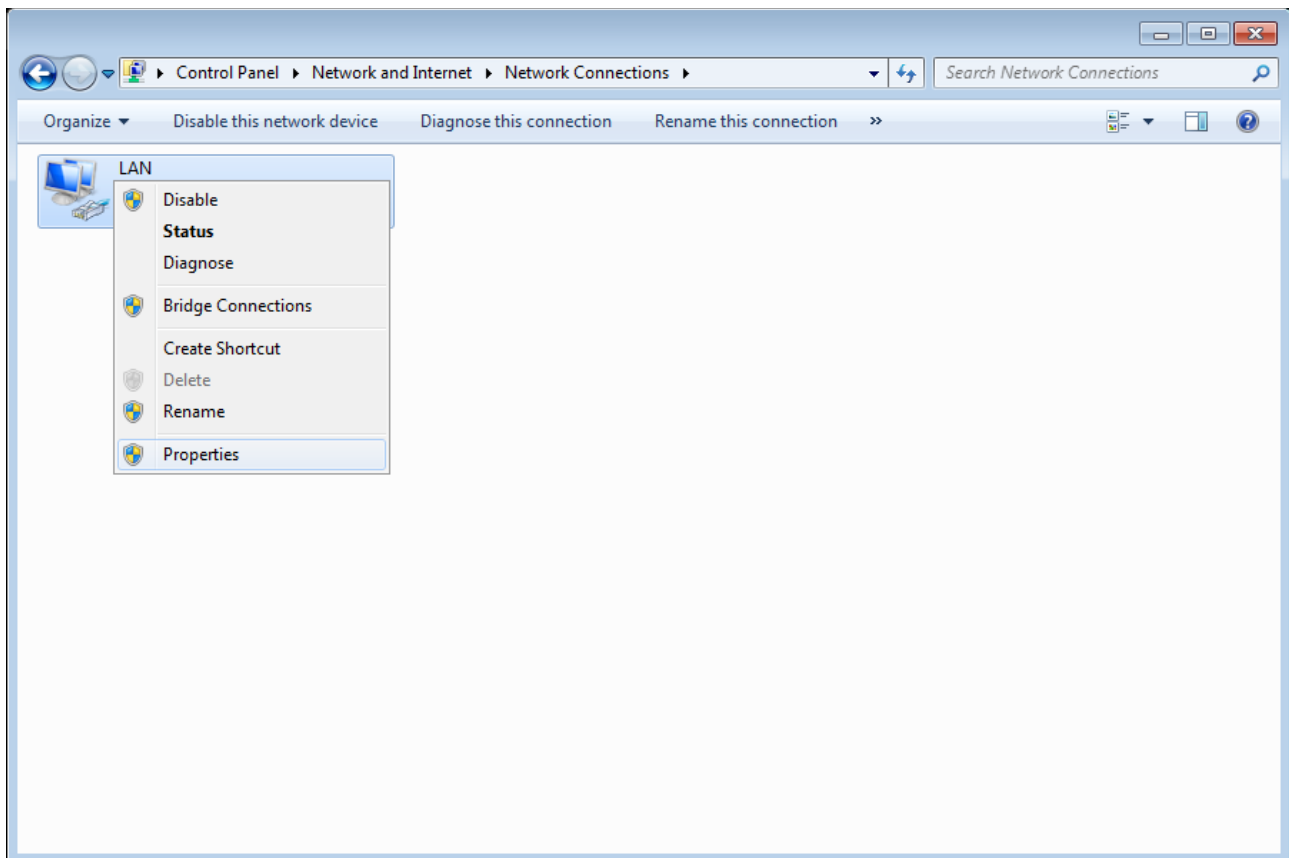 Control Panel Network and Internet Network Connections
Search Network Connections
Organize Disable this network device Diagnose this connection Rename this connection »
LAN
Disable
Status
Diagnose
Bridge Connections
Create Shortcut
Delete
Rename
Properties